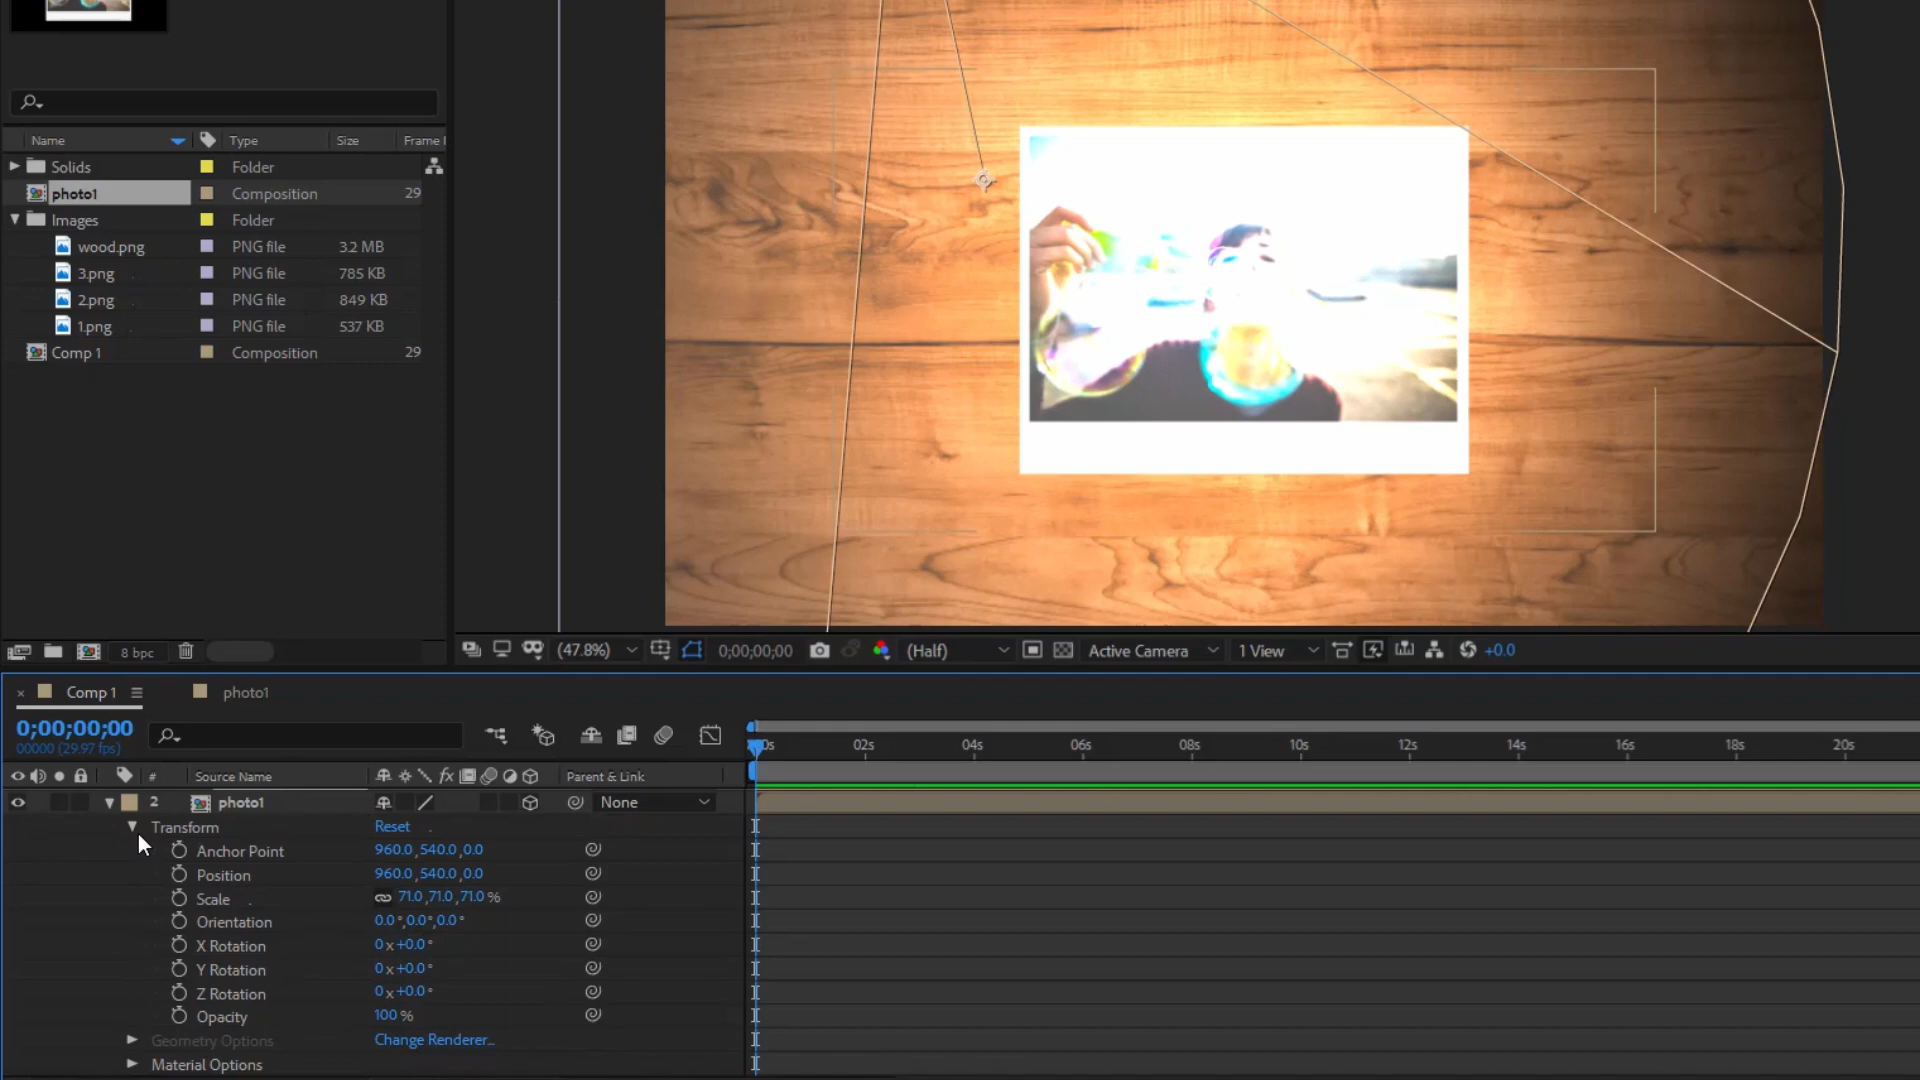 Name Type Size Frame
Solids Folder
photo1 Composition 29
Images Folder
wood.png PNG file 3.2 MB
3.png PNG file 785 KB
2.png PNG file 849 KB
1.png PNG file 537 KB
Comp 1 Composition 29
8 bpc (47.8%) 0;00;00;00 (Half) Active Camera 1 View +0.0
× Comp 1 photo1
0;00;00;00
00000 (29.97 fps)
0s 02s 04s 06s 08s 10s 12s 14s 16s 18s 20s
# Source Name fx Parent & Link
2 photo1 None
Transform Reset
Anchor Point 960.0,540.0,0.0
Position 960.0,540.0,0.0
Scale 71.0,71.0,71.0 %
Orientation 0.0°,0.0°,0.0°
X Rotation 0x+0.0°
Y Rotation 0x+0.0°
Z Rotation 0x+0.0°
Opacity 100 %
Geometry Options Change Renderer...
Material Options